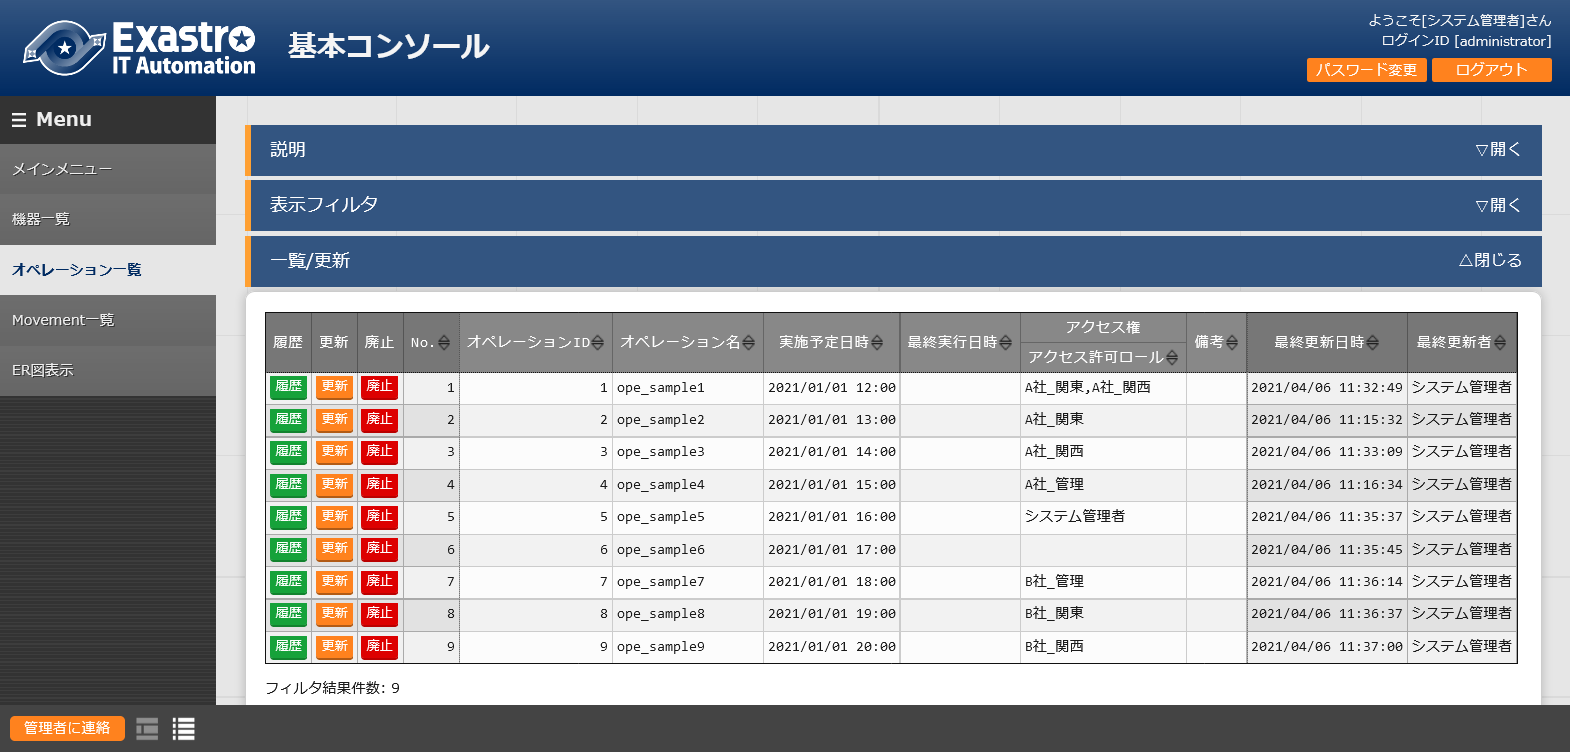 Exastro
IT Automation
基本コンソール
ようこそ[システム管理者]さん
ログインID [administrator]
パスワード変更 ログアウト
Menu
メインメニュー
機器一覧
オペレーション一覧
Movement一覧
ER図表示
説明 ▽開く
表示フィルタ ▽開く
一覧/更新 △閉じる
履歴 更新 廃止 No. オペレーションID オペレーション名 実施予定日時 最終実行日時 アクセス権 備考 最終更新日時 最終更新者
アクセス許可ロール
履歴 更新 廃止 1 1 ope_sample1 2021/01/01 12:00 A社_関東,A社_関西 2021/04/06 11:32:49 システム管理者
履歴 更新 廃止 2 2 ope_sample2 2021/01/01 13:00 A社_関東 2021/04/06 11:15:32 システム管理者
履歴 更新 廃止 3 3 ope_sample3 2021/01/01 14:00 A社_関西 2021/04/06 11:33:09 システム管理者
履歴 更新 廃止 4 4 ope_sample4 2021/01/01 15:00 A社_管理 2021/04/06 11:16:34 システム管理者
履歴 更新 廃止 5 5 ope_sample5 2021/01/01 16:00 システム管理者 2021/04/06 11:35:37 システム管理者
履歴 更新 廃止 6 6 ope_sample6 2021/01/01 17:00 2021/04/06 11:35:45 システム管理者
履歴 更新 廃止 7 7 ope_sample7 2021/01/01 18:00 B社_管理 2021/04/06 11:36:14 システム管理者
履歴 更新 廃止 8 8 ope_sample8 2021/01/01 19:00 B社_関東 2021/04/06 11:36:37 システム管理者
履歴 更新 廃止 9 9 ope_sample9 2021/01/01 20:00 B社_関西 2021/04/06 11:37:00 システム管理者
フィルタ結果件数: 9
管理者に連絡